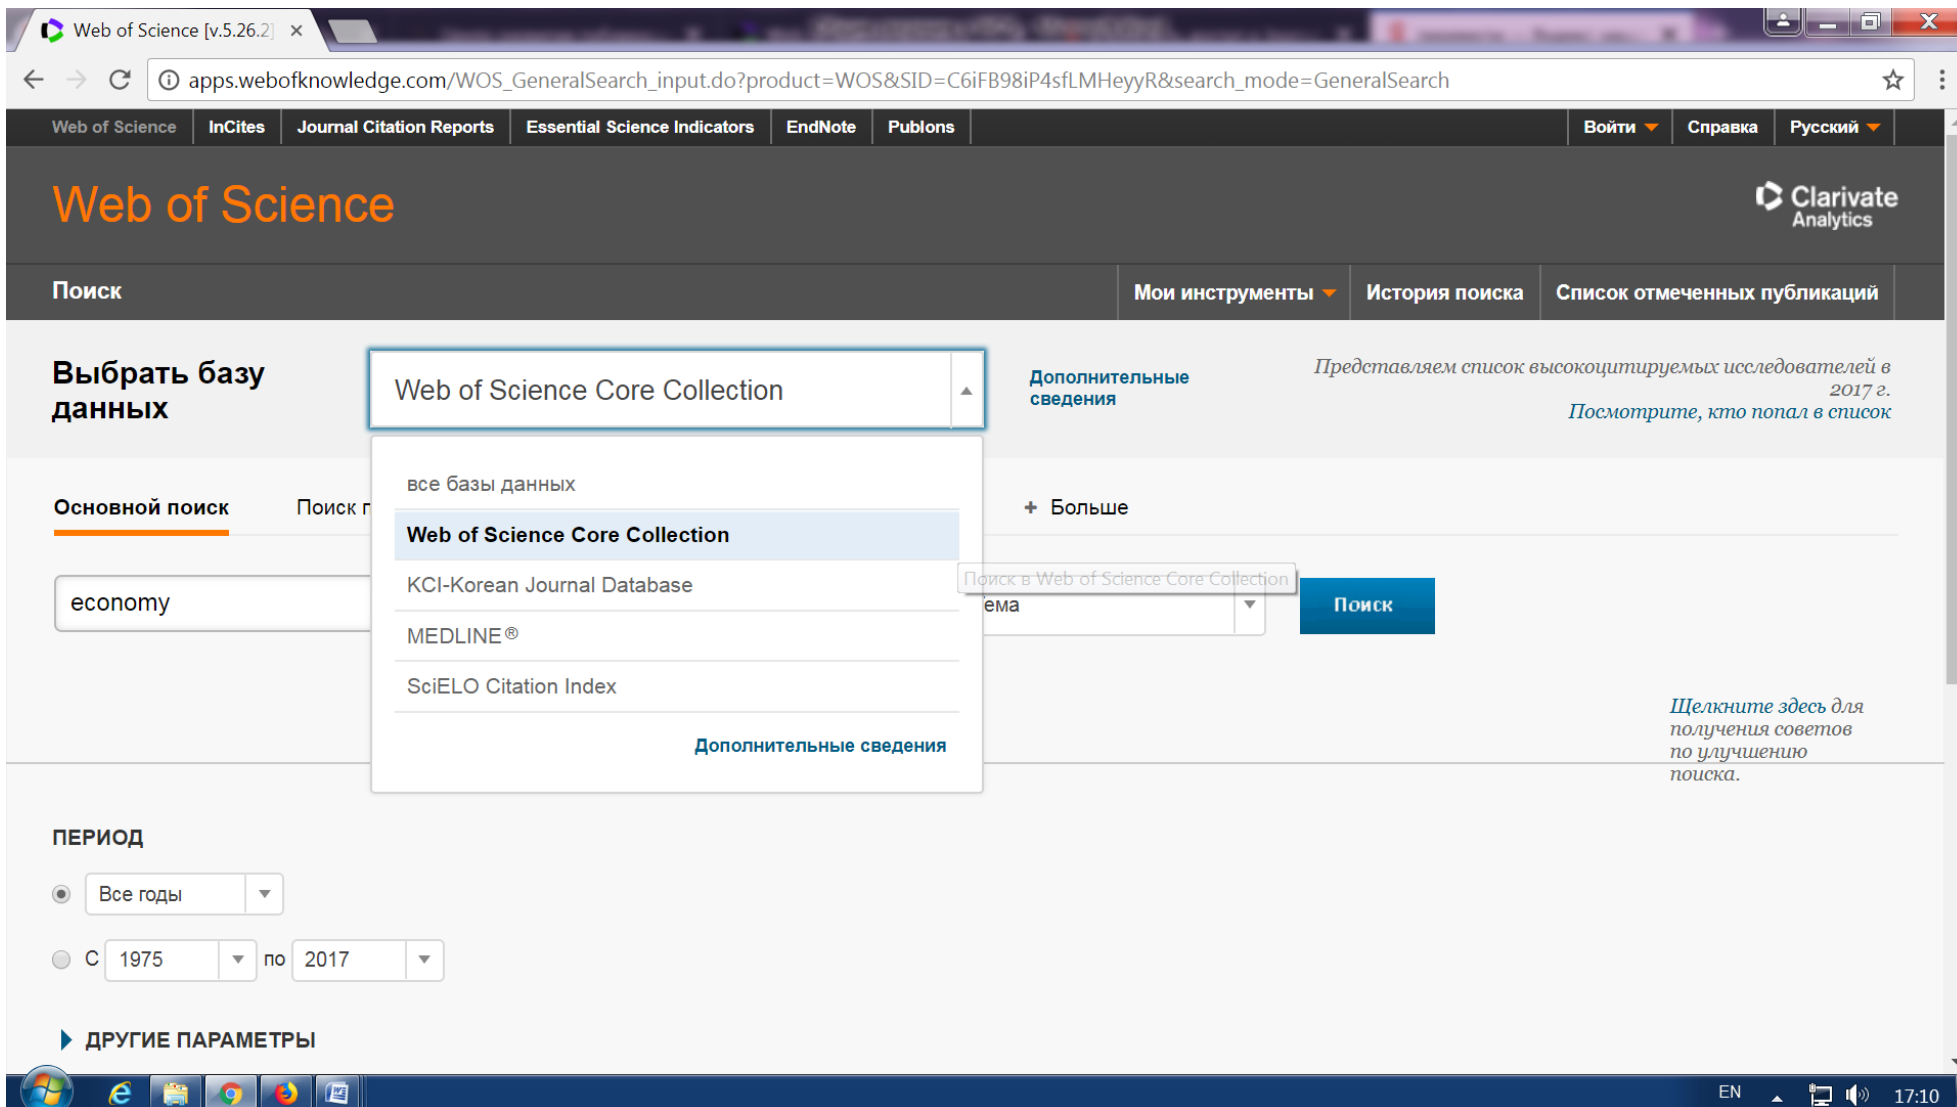 Web of Science [v.5.26.2]
apps.webofknowledge.com/WOS_GeneralSearch_input.do?product=WOS&SID=C6iFB98iP4sfLMHeyyR&search_mode=GeneralSearch
Web of Science InCites Journal Citation Reports Essential Science Indicators EndNote Publons Войти Справка Русский
Web of Science
Clarivate
Analytics
Поиск Мои инструменты История поиска Список отмеченных публикаций
Выбрать базу
данных
Web of Science Core Collection
Дополнительные
сведения
Представляем список высокоцитируемых исследователей в
2017 г.
Посмотрите, кто попал в список
все базы данных
Web of Science Core Collection
KCI-Korean Journal Database
MEDLINE®
SciELO Citation Index
Дополнительные сведения
Основной поиск Поиск + Больше
Поиск в Web of Science Core Collection
economy ема Поиск
Щелкните здесь для
получения советов
по улучшению
поиска.
ПЕРИОД
Все годы
С 1975 по 2017
ДРУГИЕ ПАРАМЕТРЫ
EN 17:10